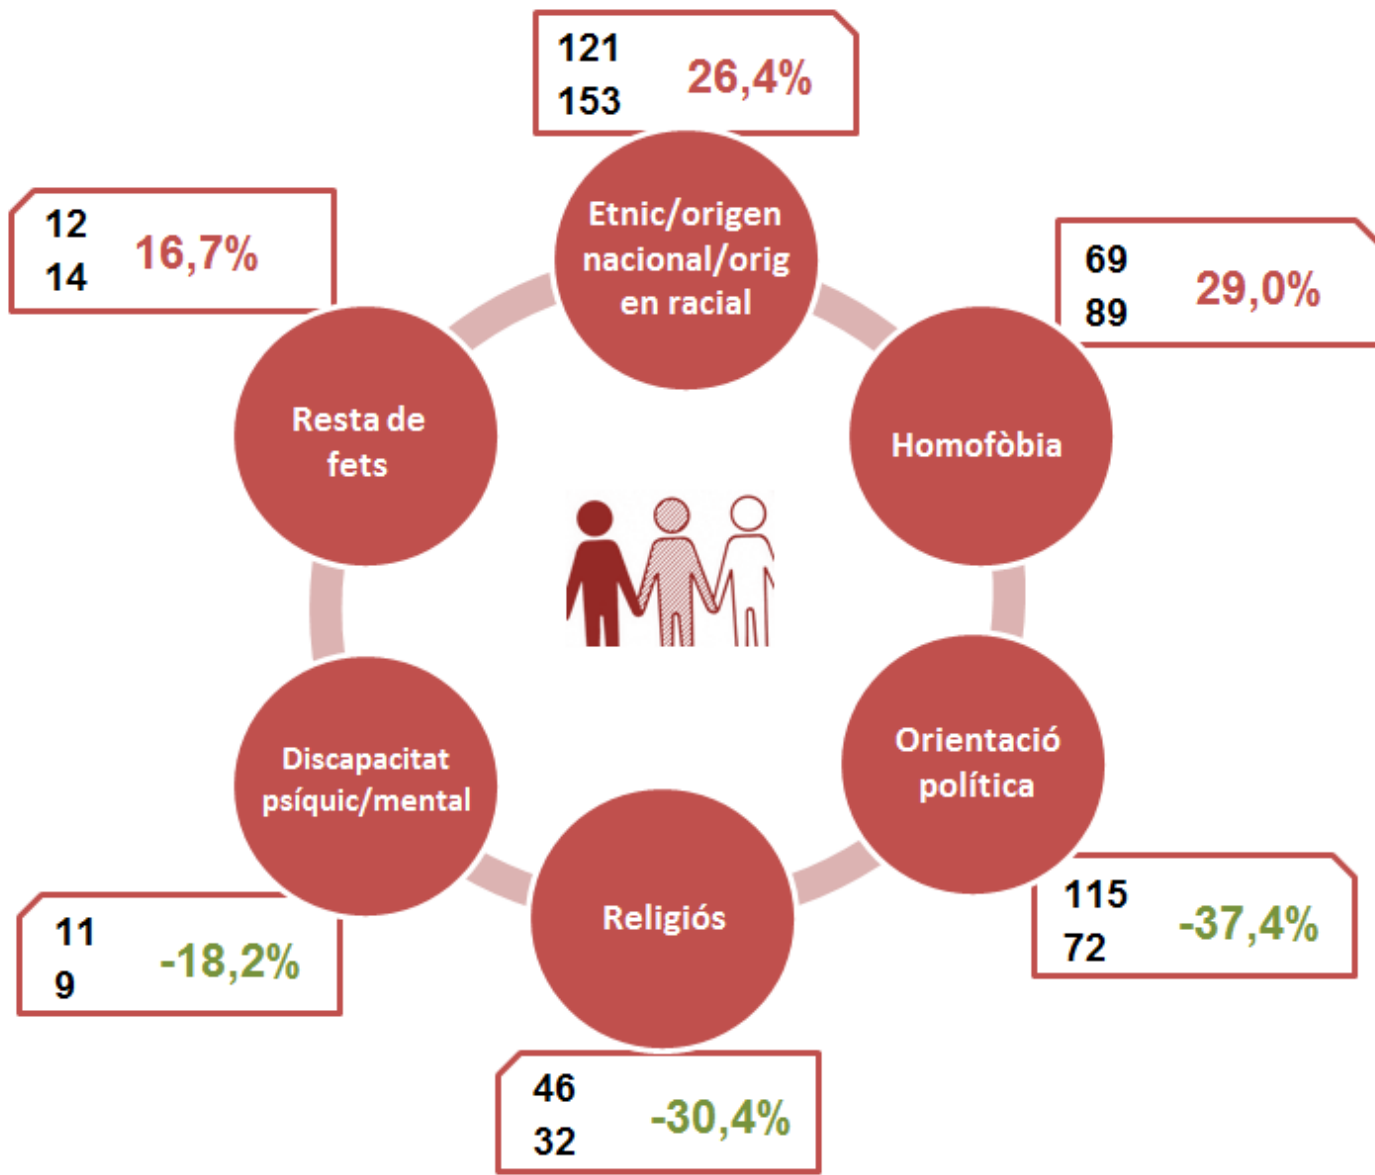 121
153
26,4%
Etnic/origen
nacional/orig
en racial
69
89
29,0%
Homofòbia
115
72
-37,4%
Orientació
política
46
32
-30,4%
Religiós
11
9
-18,2%
Discapacitat
psíquic/mental
12
14
16,7%
Resta de
fets